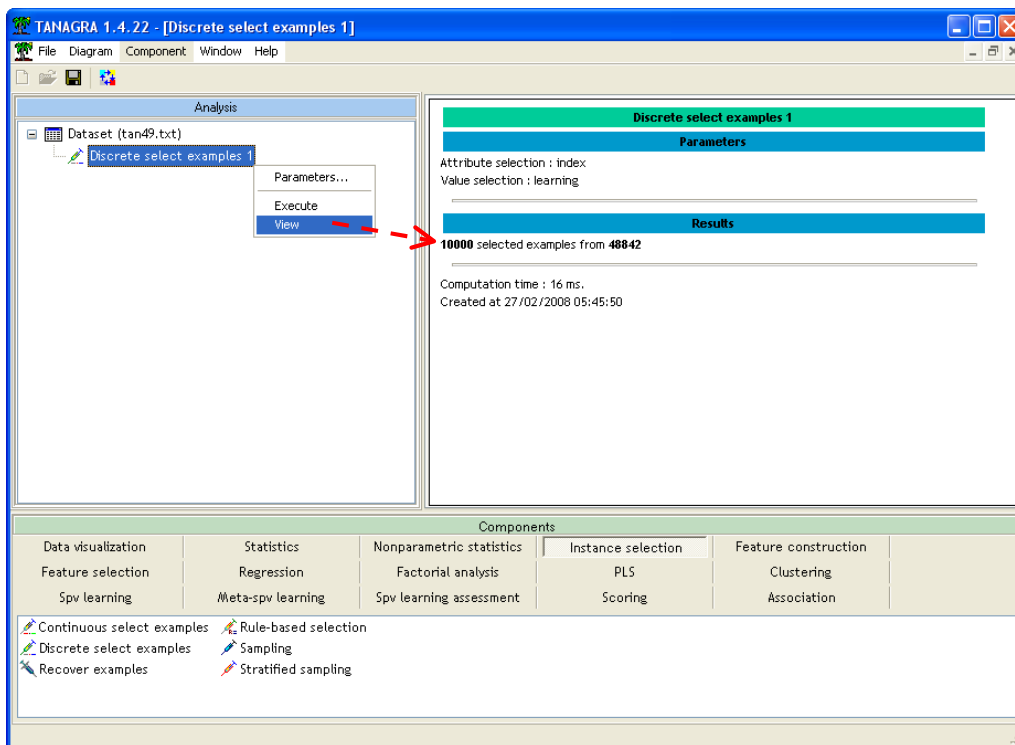 TANAGRA 1.4.22 - [Discrete select examples 1]
File Diagram Component Window Help
Analysis
Dataset (tan49.txt)
Discrete select examples 1
Parameters...
Execute
View
Discrete select examples 1
Parameters
Attribute selection : index
Value selection : learning
Results
10000 selected examples from 48842
Computation time : 16 ms.
Created at 27/02/2008 05:45:50
Components
Data visualization Statistics Nonparametric statistics Instance selection Feature construction
Feature selection Regression Factorial analysis PLS Clustering
Spv learning Meta-spv learning Spv learning assessment Scoring Association
Continuous select examples Rule-based selection
Discrete select examples Sampling
Recover examples Stratified sampling